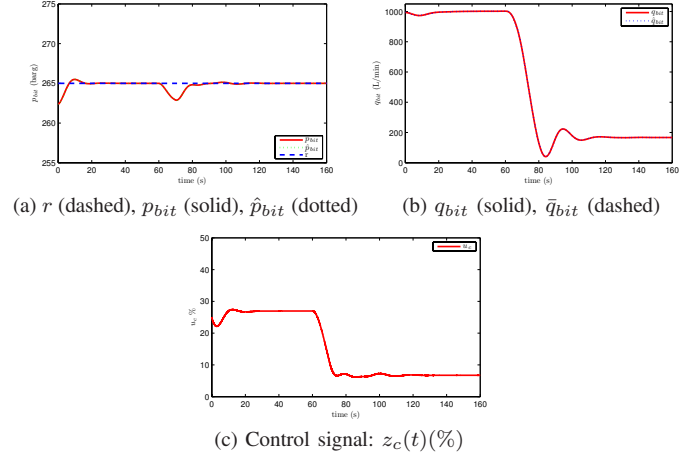 275
270
265
260
255
0 20 40 60 80 100 120 140 160
time (s)
p_bit (barg)
p_bit
p̂_bit
r
(a) r (dashed), p_bit (solid), p̂_bit (dotted)
1000
800
600
400
200
0
0 20 40 60 80 100 120 140 160
time (s)
q_bit (L/min)
q_bit
(b) q_bit (solid), q̄_bit (dashed)
50
40
30
20
10
0
0 20 40 60 80 100 120 140 160
time (s)
u_c %
u_c
(c) Control signal: z_c(t)(%)